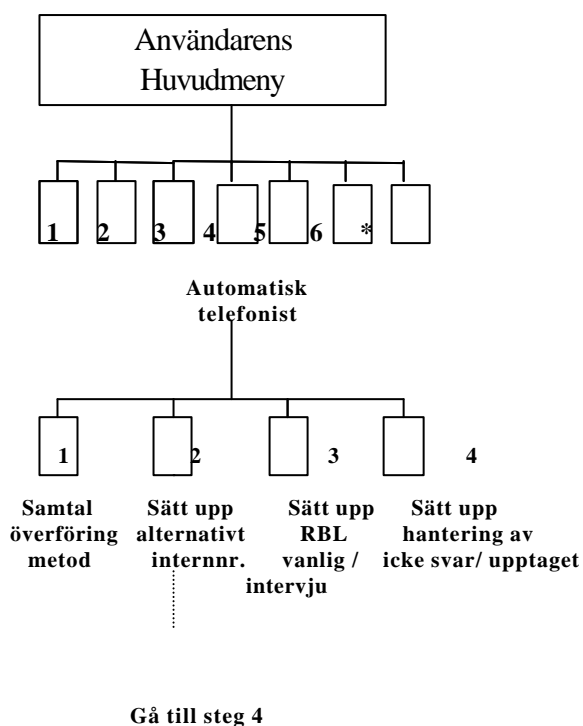 Användarens
Huvudmeny
1 2 3 4 5 6 *
Automatisk
telefonist
1 2 3 4
Samtal Sätt upp Sätt upp Sätt upp
överföring alternativt RBL hantering av
metod internnr. vanlig / icke svar/ upptaget
intervju
Gå till steg 4